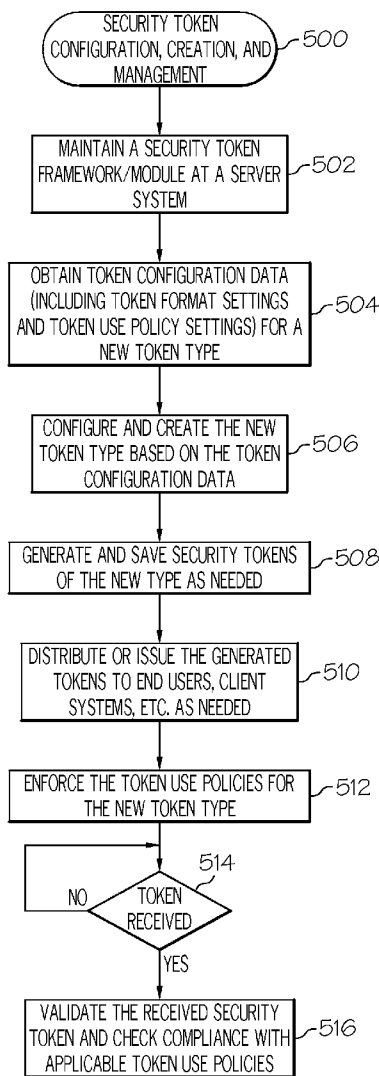 SECURITY TOKEN
CONFIGURATION, CREATION, AND
MANAGEMENT
500
MAINTAIN A SECURITY TOKEN
FRAMEWORK/MODULE AT A SERVER
SYSTEM
502
OBTAIN TOKEN CONFIGURATION DATA
(INCLUDING TOKEN FORMAT SETTINGS
AND TOKEN USE POLICY SETTINGS) FOR A
NEW TOKEN TYPE
504
CONFIGURE AND CREATE THE NEW
TOKEN TYPE BASED ON THE TOKEN
CONFIGURATION DATA
506
GENERATE AND SAVE SECURITY TOKENS
OF THE NEW TYPE AS NEEDED
508
DISTRIBUTE OR ISSUE THE GENERATED
TOKENS TO END USERS, CLIENT
SYSTEMS, ETC. AS NEEDED
510
ENFORCE THE TOKEN USE POLICIES FOR
THE NEW TOKEN TYPE
512
514
NO
TOKEN
RECEIVED
YES
VALIDATE THE RECEIVED SECURITY
TOKEN AND CHECK COMPLIANCE WITH
APPLICABLE TOKEN USE POLICIES
516